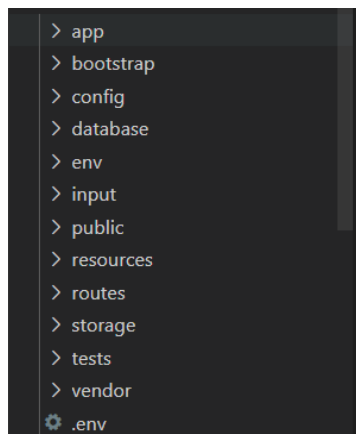 app
bootstrap
config
database
env
input
public
resources
routes
storage
tests
vendor
.env